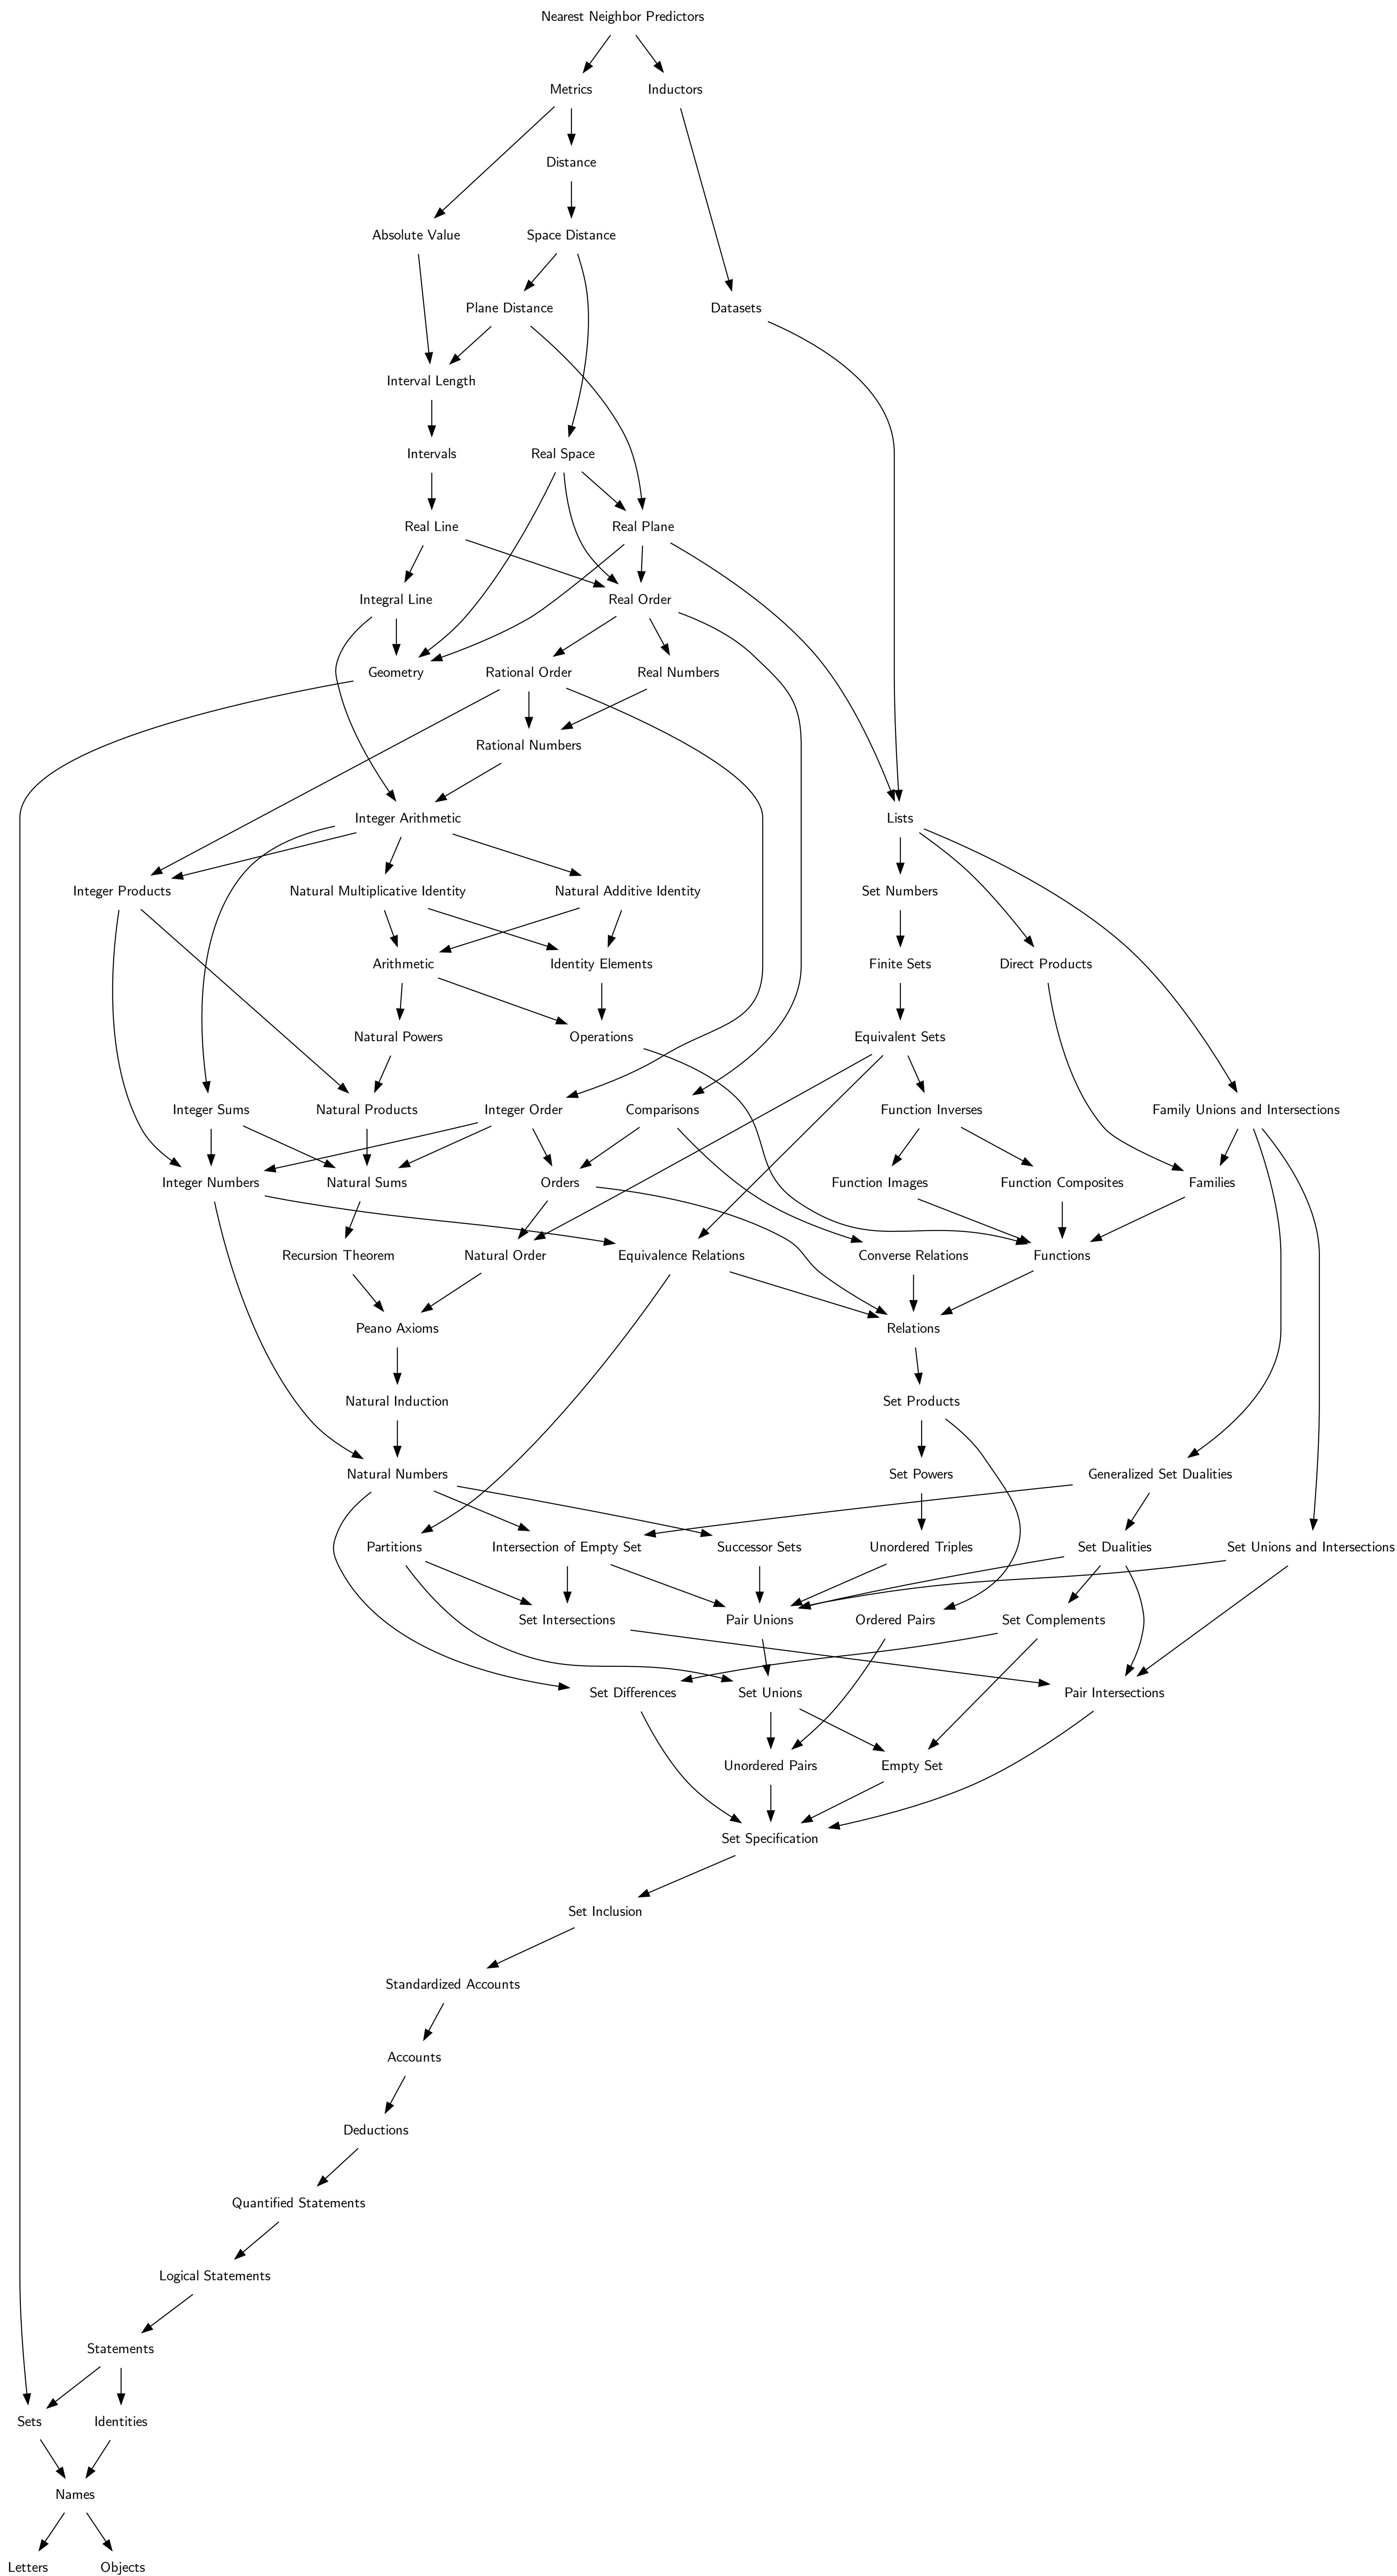 Nearest Neighbor Predictors
Metrics
Inductors
Distance
Absolute Value
Space Distance
Plane Distance
Datasets
Interval Length
Intervals
Real Space
Real Line
Real Plane
Integral Line
Real Order
Geometry
Rational Order
Real Numbers
Rational Numbers
Integer Arithmetic
Lists
Integer Products
Natural Multiplicative Identity
Natural Additive Identity
Set Numbers
Arithmetic
Identity Elements
Finite Sets
Direct Products
Natural Powers
Operations
Equivalent Sets
Integer Sums
Natural Products
Integer Order
Comparisons
Function Inverses
Family Unions and Intersections
Integer Numbers
Natural Sums
Orders
Function Images
Function Composites
Families
Recursion Theorem
Natural Order
Equivalence Relations
Converse Relations
Functions
Peano Axioms
Relations
Natural Induction
Set Products
Natural Numbers
Set Powers
Generalized Set Dualities
Partitions
Intersection of Empty Set
Successor Sets
Unordered Triples
Set Dualities
Set Unions and Intersections
Set Intersections
Pair Unions
Ordered Pairs
Set Complements
Set Differences
Set Unions
Pair Intersections
Unordered Pairs
Empty Set
Set Specification
Set Inclusion
Standardized Accounts
Accounts
Deductions
Quantified Statements
Logical Statements
Statements
Sets
Identities
Names
Letters
Objects